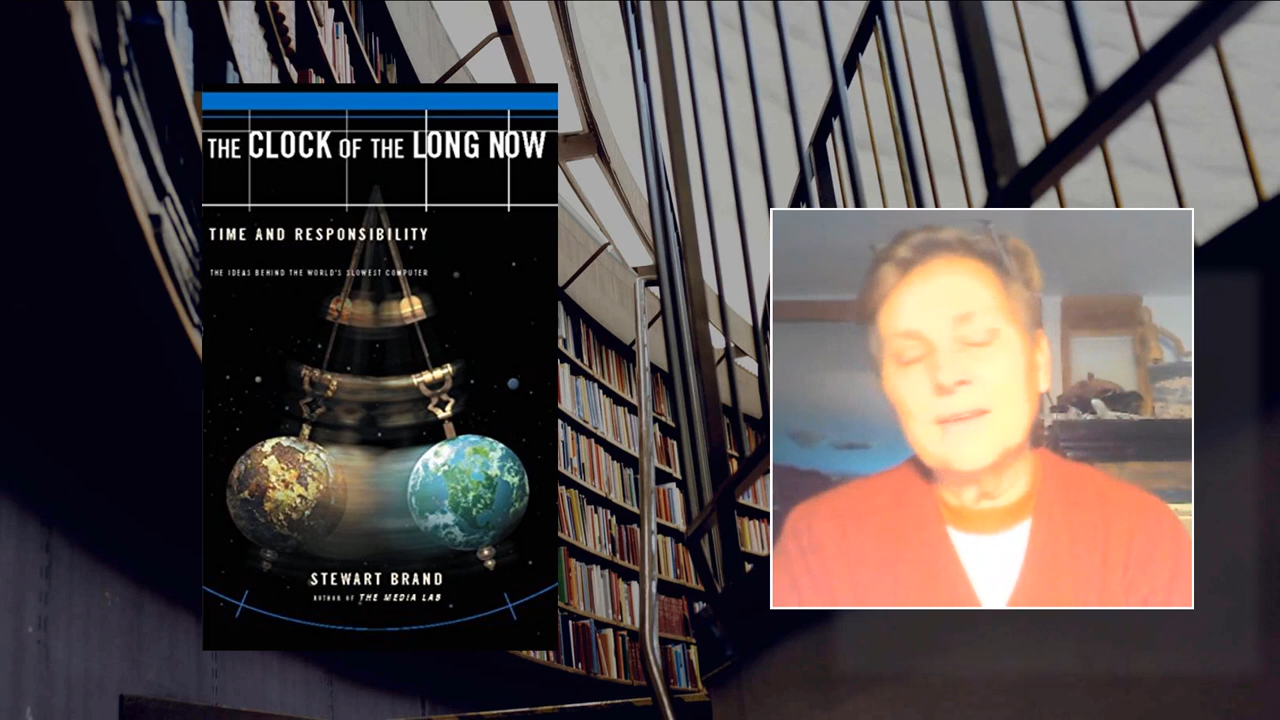 THE CLOCK OF THE LONG NOW
TIME AND RESPONSIBILITY
THE IDEAS BEHIND THE WORLD'S SLOWEST COMPUTER
STEWART BRAND
AUTHOR OF THE MEDIA LAB